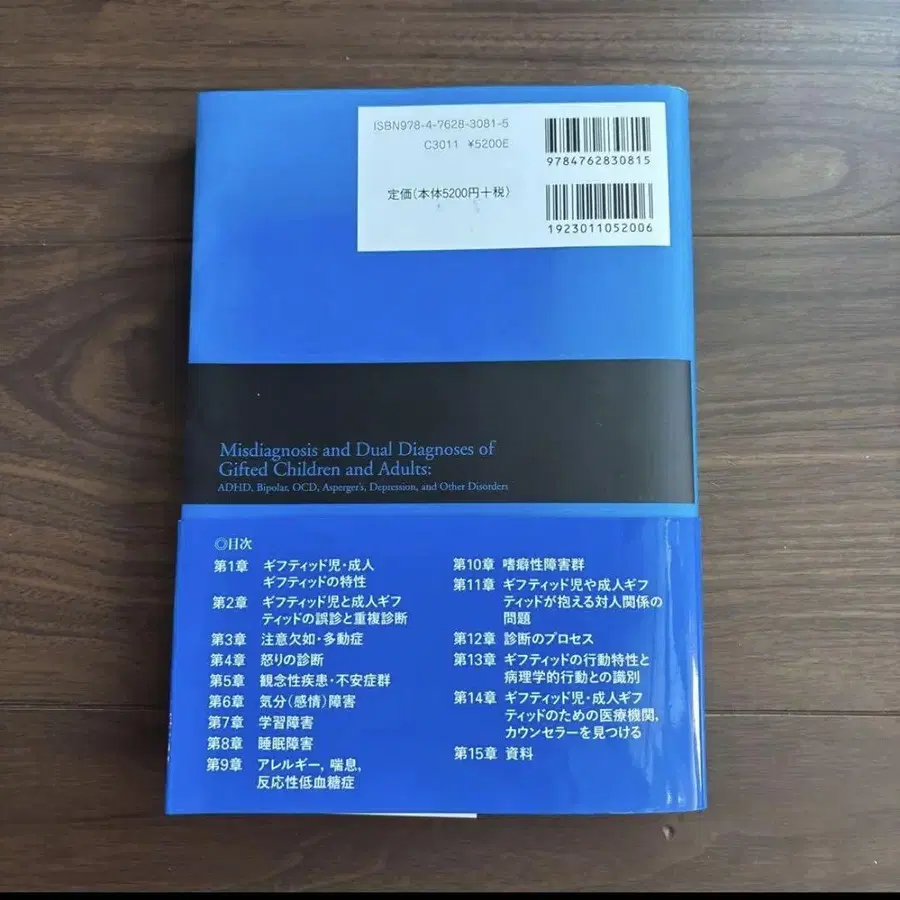 ISBN978-4-7628-3081-5
C3011 ¥5200E
定価(本体5200円+税)
9784762830815
1923011052006
Misdiagnosis and Dual Diagnoses of
Gifted Children and Adults:
ADHD, Bipolar, OCD, Asperger's, Depression, and Other Disorders
◎目次
第1章 ギフティッド児・成人
ギフティッドの特性
第2章 ギフティッド児と成人ギフ
ティッドの誤診と重複診断
第3章 注意欠如・多動症
第4章 怒りの診断
第5章 観念性疾患・不安症群
第6章 気分(感情)障害
第7章 学習障害
第8章 睡眠障害
第9章 アレルギー，喘息，
反応性低血糖症
第10章 嗜癖性障害群
第11章 ギフティッド児や成人ギフ
ティッドが抱える対人関係の
問題
第12章 診断のプロセス
第13章 ギフティッドの行動特性と
病理学的行動との識別
第14章 ギフティッド児・成人ギフ
ティッドのための医療機関，
カウンセラーを見つける
第15章 資料